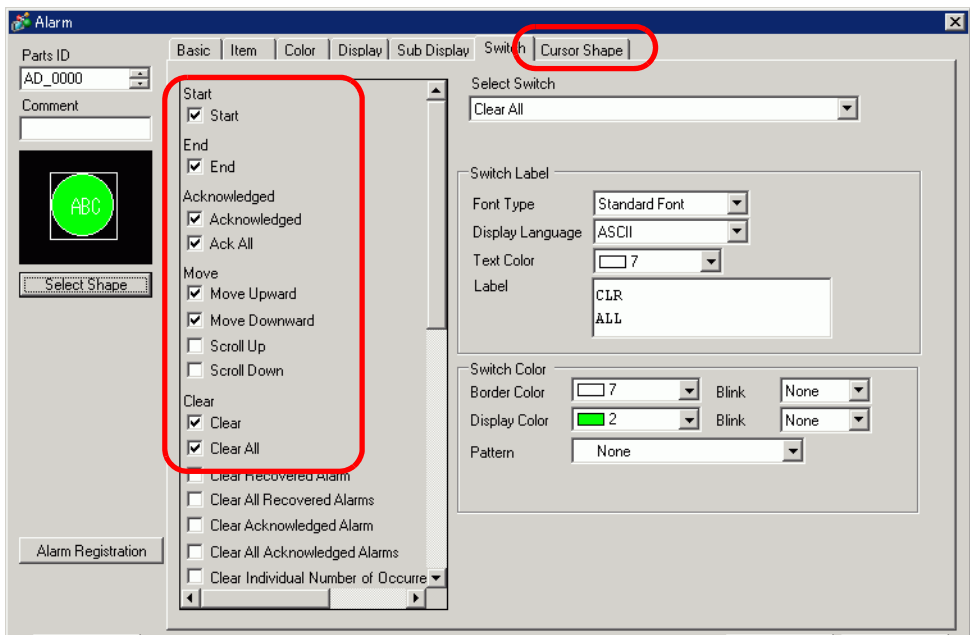 Alarm
Parts ID
AD_0000
Comment
ABC
Select Shape
Alarm Registration
Basic Item Color Display Sub Display Switch Cursor Shape
Start
Start
End
End
Acknowledged
Acknowledged
Ack All
Move
Move Upward
Move Downward
Scroll Up
Scroll Down
Clear
Clear
Clear All
Clear Recovered Alarm
Clear All Recovered Alarms
Clear Acknowledged Alarm
Clear All Acknowledged Alarms
Clear Individual Number of Occurre
Select Switch
Clear All
Switch Label
Font Type Standard Font
Display Language ASCII
Text Color 7
Label
CLR
ALL
Switch Color
Border Color 7 Blink None
Display Color 2 Blink None
Pattern None